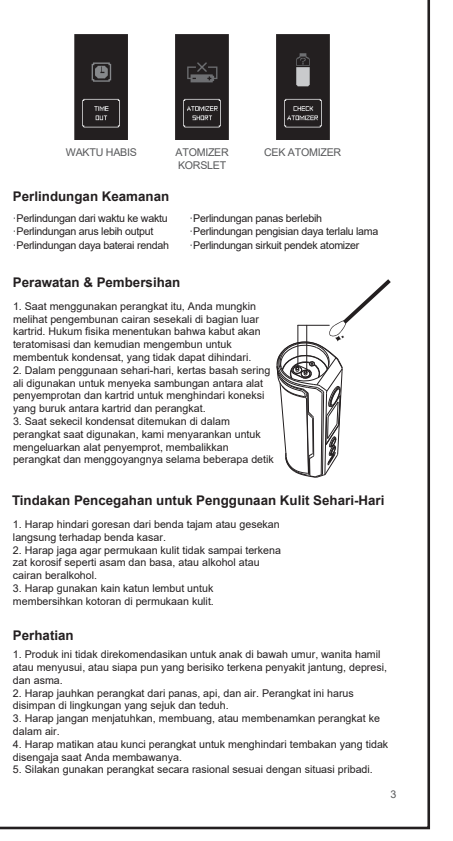 TIME
OUT
ATOMIZER
SHORT
CHECK
ATOMIZER
WAKTU HABIS
ATOMIZER
KORSLET
CEK ATOMIZER
Perlindungan Keamanan
·Perlindungan dari waktu ke waktu
·Perlindungan arus lebih output
·Perlindungan daya baterai rendah
·Perlindungan panas berlebih
·Perlindungan pengisian daya terlalu lama
·Perlindungan sirkuit pendek atomizer
Perawatan & Pembersihan
1. Saat menggunakan perangkat itu, Anda mungkin
melihat pengembunan cairan sesekali di bagian luar
kartrid. Hukum fisika menentukan bahwa kabut akan
teratomisasi dan kemudian mengembun untuk
membentuk kondensat, yang tidak dapat dihindari.
2. Dalam penggunaan sehari-hari, kertas basah sering
ali digunakan untuk menyeka sambungan antara alat
penyemprotan dan kartrid untuk menghindari koneksi
yang buruk antara kartrid dan perangkat.
3. Saat sekecil kondensat ditemukan di dalam
perangkat saat digunakan, kami menyarankan untuk
mengeluarkan alat penyemprot, membalikkan
perangkat dan menggoyangnya selama beberapa detik
Tindakan Pencegahan untuk Penggunaan Kulit Sehari-Hari
1. Harap hindari goresan dari benda tajam atau gesekan
langsung terhadap benda kasar.
2. Harap jaga agar permukaan kulit tidak sampai terkena
zat korosif seperti asam dan basa, atau alkohol atau
cairan beralkohol.
3. Harap gunakan kain katun lembut untuk
membersihkan kotoran di permukaan kulit.
Perhatian
1. Produk ini tidak direkomendasikan untuk anak di bawah umur, wanita hamil
atau menyusui, atau siapa pun yang berisiko terkena penyakit jantung, depresi,
dan asma.
2. Harap jauhkan perangkat dari panas, api, dan air. Perangkat ini harus
disimpan di lingkungan yang sejuk dan teduh.
3. Harap jangan menjatuhkan, membuang, atau membenamkan perangkat ke
dalam air.
4. Harap matikan atau kunci perangkat untuk menghindari tembakan yang tidak
disengaja saat Anda membawanya.
5. Silakan gunakan perangkat secara rasional sesuai dengan situasi pribadi.
3